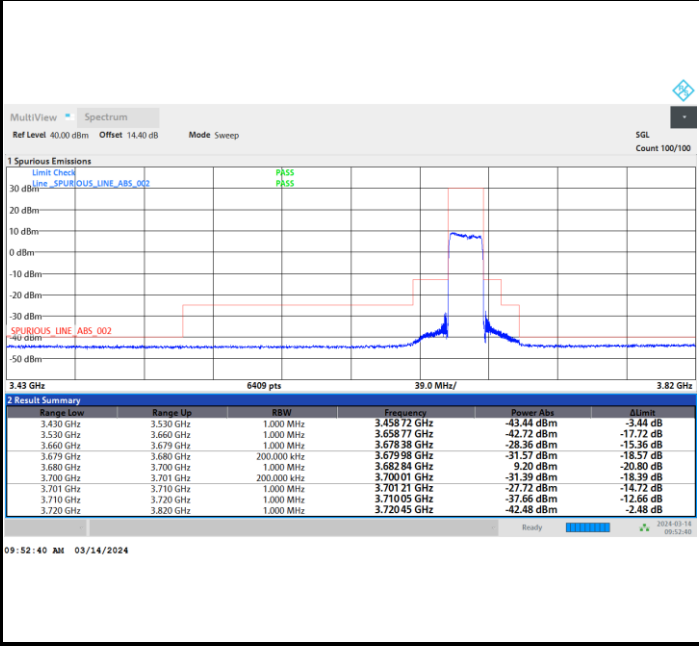 MultiView Spectrum
Ref Level 40.00 dBm Offset 14.40 dB Mode Sweep SGL
Count 100/100
1 Spurious Emissions
Limit Check PASS
Line _SPURIOUS_LINE_ABS_002 PASS
30 dBm
20 dBm
10 dBm
0 dBm
-10 dBm
-20 dBm
-30 dBm
_SPURIOUS_LINE_ABS_002
-40 dBm
-50 dBm
3.43 GHz 6409 pts 39.0 MHz/ 3.82 GHz
2 Result Summary
Range Low Range Up RBW Frequency Power Abs ΔLimit
3.430 GHz 3.530 GHz 1.000 MHz 3.458 72 GHz -43.44 dBm -3.44 dB
3.530 GHz 3.660 GHz 1.000 MHz 3.658 77 GHz -42.72 dBm -17.72 dB
3.660 GHz 3.679 GHz 1.000 MHz 3.678 38 GHz -28.36 dBm -15.36 dB
3.679 GHz 3.680 GHz 200.000 kHz 3.679 98 GHz -31.57 dBm -18.57 dB
3.680 GHz 3.700 GHz 1.000 MHz 3.682 84 GHz 9.20 dBm -20.80 dB
3.700 GHz 3.701 GHz 200.000 kHz 3.700 01 GHz -31.39 dBm -18.39 dB
3.701 GHz 3.710 GHz 1.000 MHz 3.701 21 GHz -27.72 dBm -14.72 dB
3.710 GHz 3.720 GHz 1.000 MHz 3.710 05 GHz -37.66 dBm -12.66 dB
3.720 GHz 3.820 GHz 1.000 MHz 3.720 45 GHz -42.48 dBm -2.48 dB
Ready 2024-03-14
09:52:40
09:52:40 AM 03/14/2024